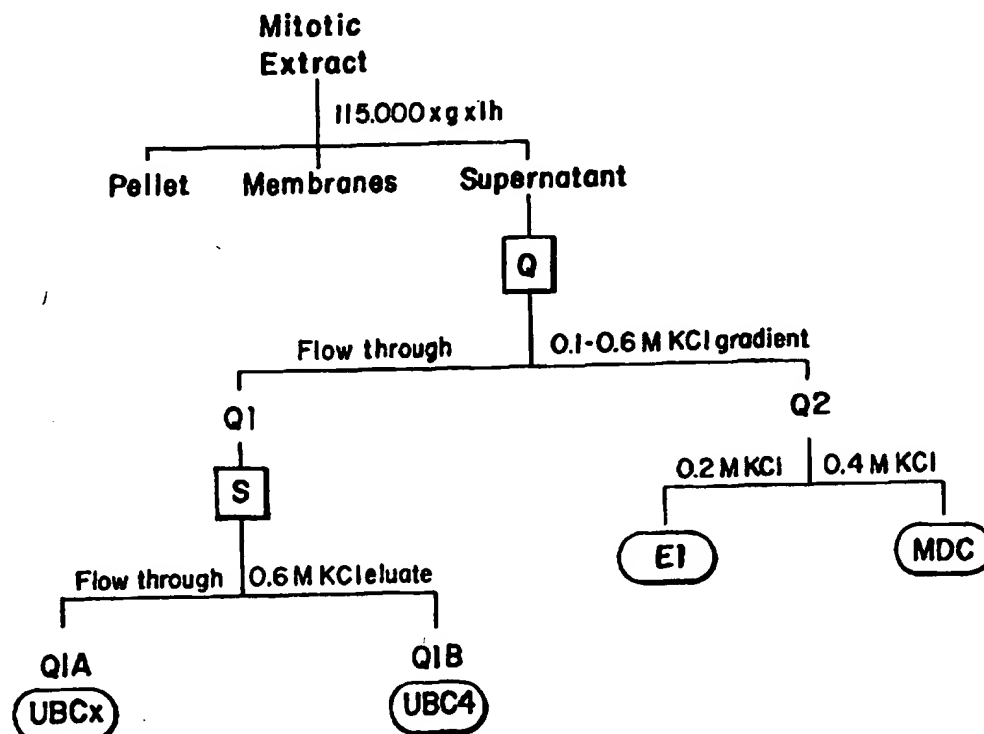 Mitotic
Extract
115.000 x g x 1h
Pellet Membranes Supernatant
Q
Flow through 0.1-0.6 M KCl gradient
Q1 Q2
0.2 M KCl 0.4 M KCl
S
E1 MDC
Flow through 0.6 M KCl eluate
Q1A Q1B
UBCx UBC4